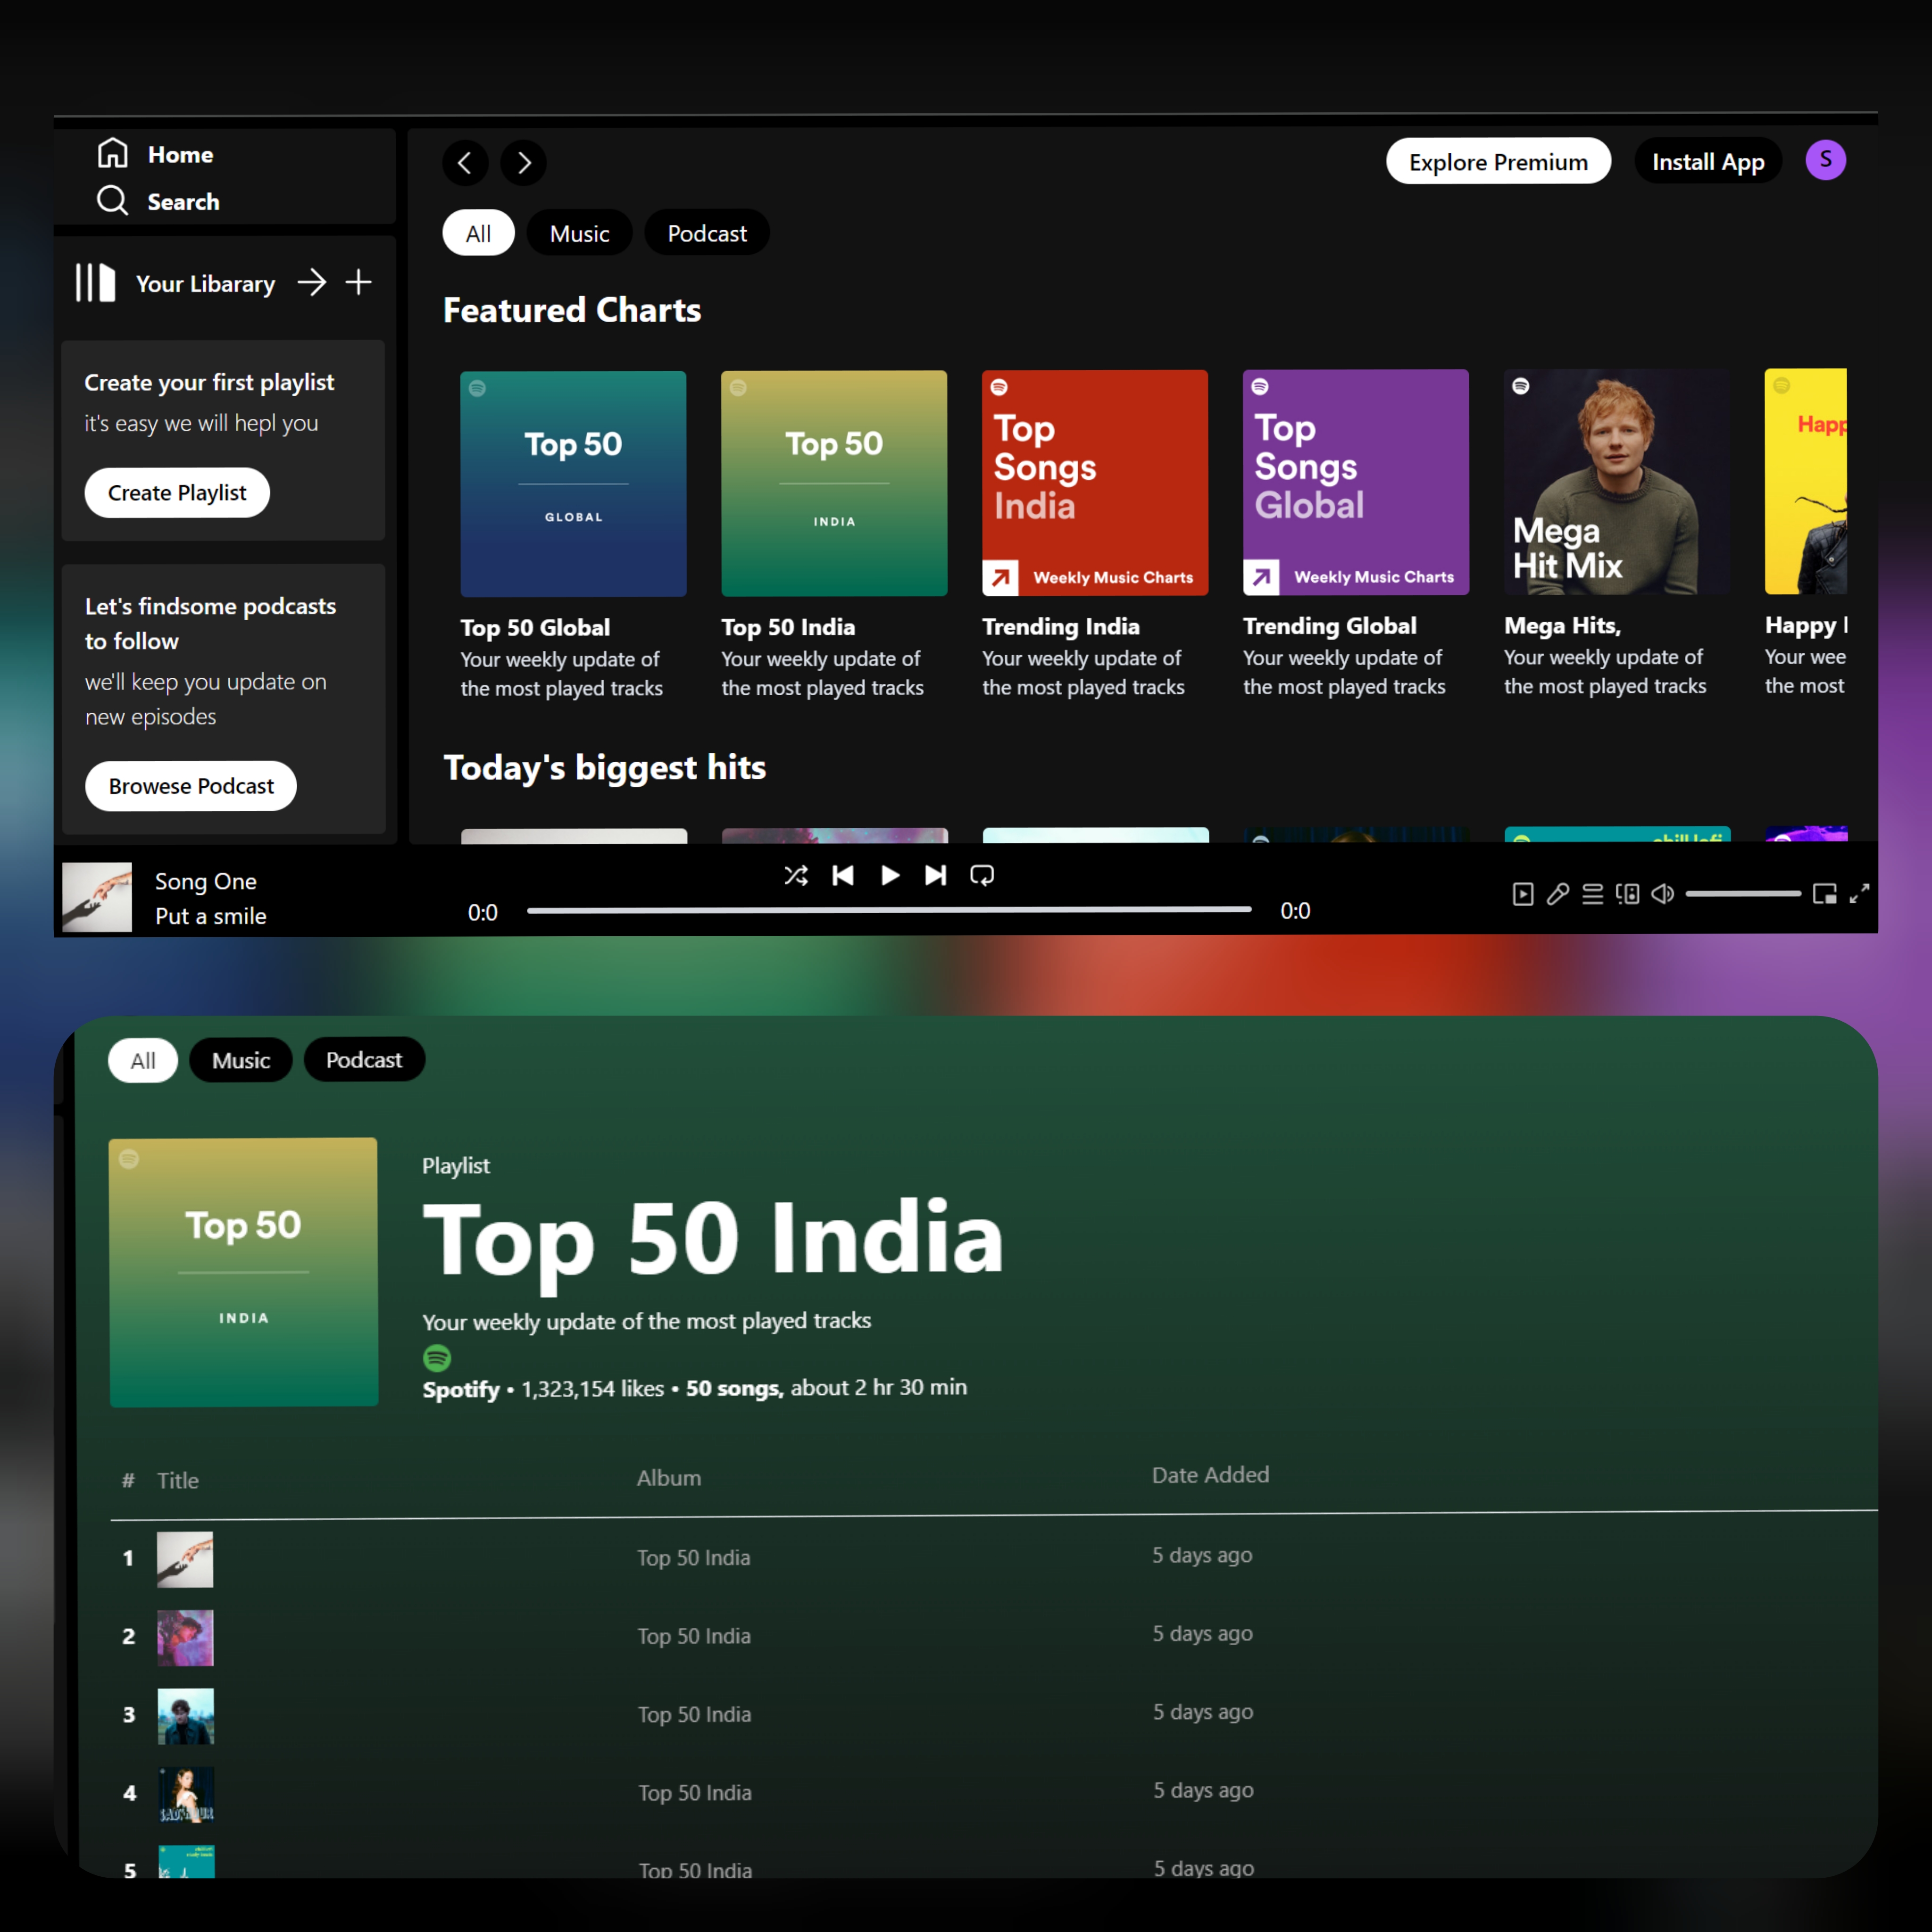 Home
Search
Your Libarary
Create your first playlist
it's easy we will hepl you
Create Playlist
Let's findsome podcasts
to follow
we'll keep you update on
new episodes
Browese Podcast
Explore Premium
Install App
S
All
Music
Podcast
Featured Charts
Top 50
GLOBAL
Top 50 Global
Your weekly update of
the most played tracks
Top 50
INDIA
Top 50 India
Your weekly update of
the most played tracks
Top
Songs
India
Weekly Music Charts
Trending India
Your weekly update of
the most played tracks
Top
Songs
Global
Weekly Music Charts
Trending Global
Your weekly update of
the most played tracks
Mega
Hit Mix
Mega Hits,
Your weekly update of
the most played tracks
Happ
Happy
Your wee
the most
Today's biggest hits
chill lofi
Song One
Put a smile
0:0
0:0
All
Music
Podcast
Top 50
INDIA
Playlist
Top 50 India
Your weekly update of the most played tracks
Spotify • 1,323,154 likes • 50 songs, about 2 hr 30 min
# Title Album Date Added
1 Top 50 India 5 days ago
2 Top 50 India 5 days ago
3 Top 50 India 5 days ago
4 Top 50 India 5 days ago
5 Top 50 India 5 days ago